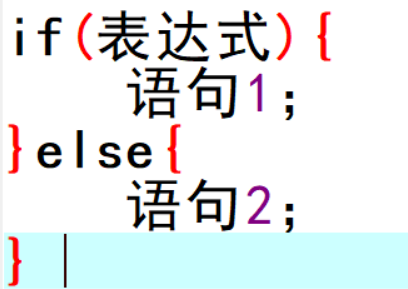 if(表达式){
语句1;
}else{
语句2;
}